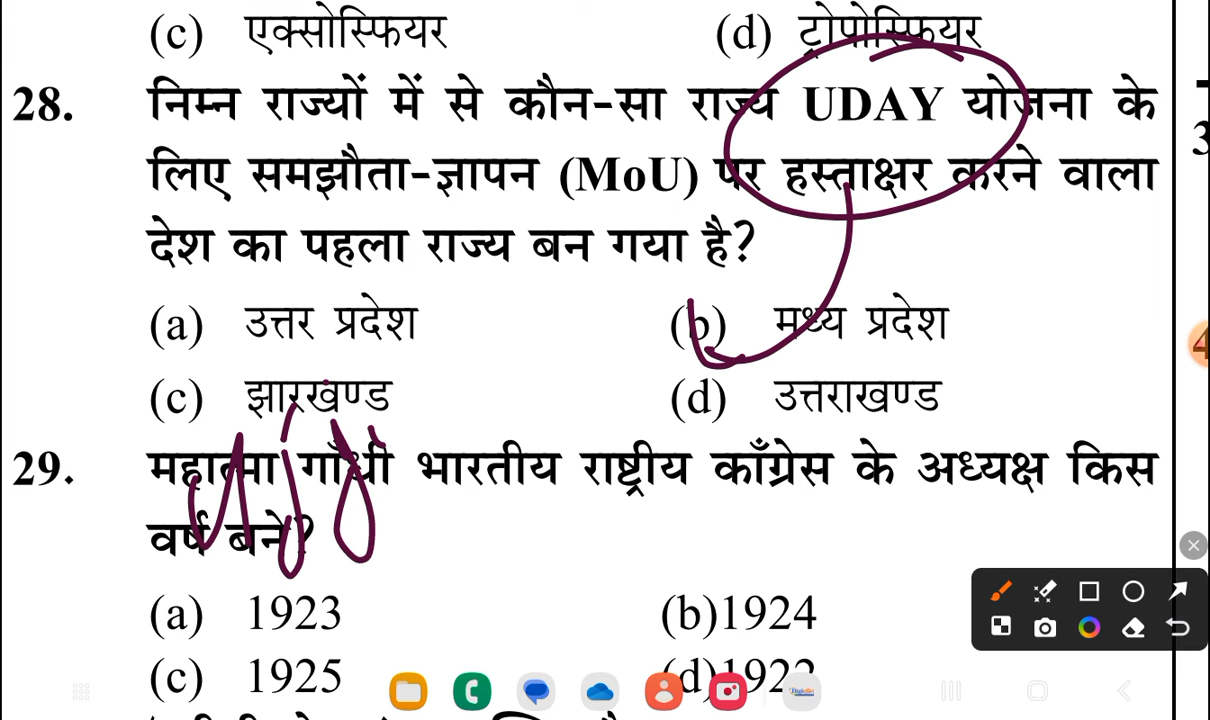 (c) एक्सोस्फियर (d) ट्रोपोस्फियर
28. निम्न राज्यों में से कौन-सा राज्य UDAY योजना के
लिए समझौता-ज्ञापन (MoU) पर हस्ताक्षर करने वाला
देश का पहला राज्य बन गया है?
(a) उत्तर प्रदेश (b) मध्य प्रदेश
(c) झारखण्ड (d) उत्तराखण्ड
29. महात्मा गाँधी भारतीय राष्ट्रीय काँग्रेस के अध्यक्ष किस
वर्ष बने?
(a) 1923 (b)1924
(c) 1925 (d)1922